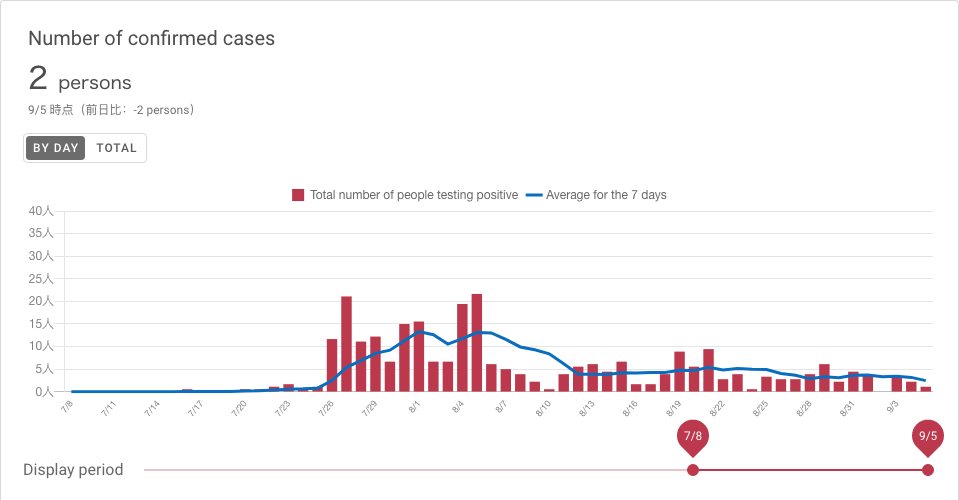 Number of confirmed cases
2 persons
9/5 時点（前日比：-2 persons）
BY DAY TOTAL
Total number of people testing positive Average for the 7 days
40人
35人
30人
25人
20人
15人
10人
5人
0人
7/8 7/11 7/14 7/17 7/20 7/23 7/26 7/29 8/1 8/4 8/7 8/10 8/13 8/16 8/19 8/22 8/25 8/28 8/31 9/3
7/8 9/5
Display period